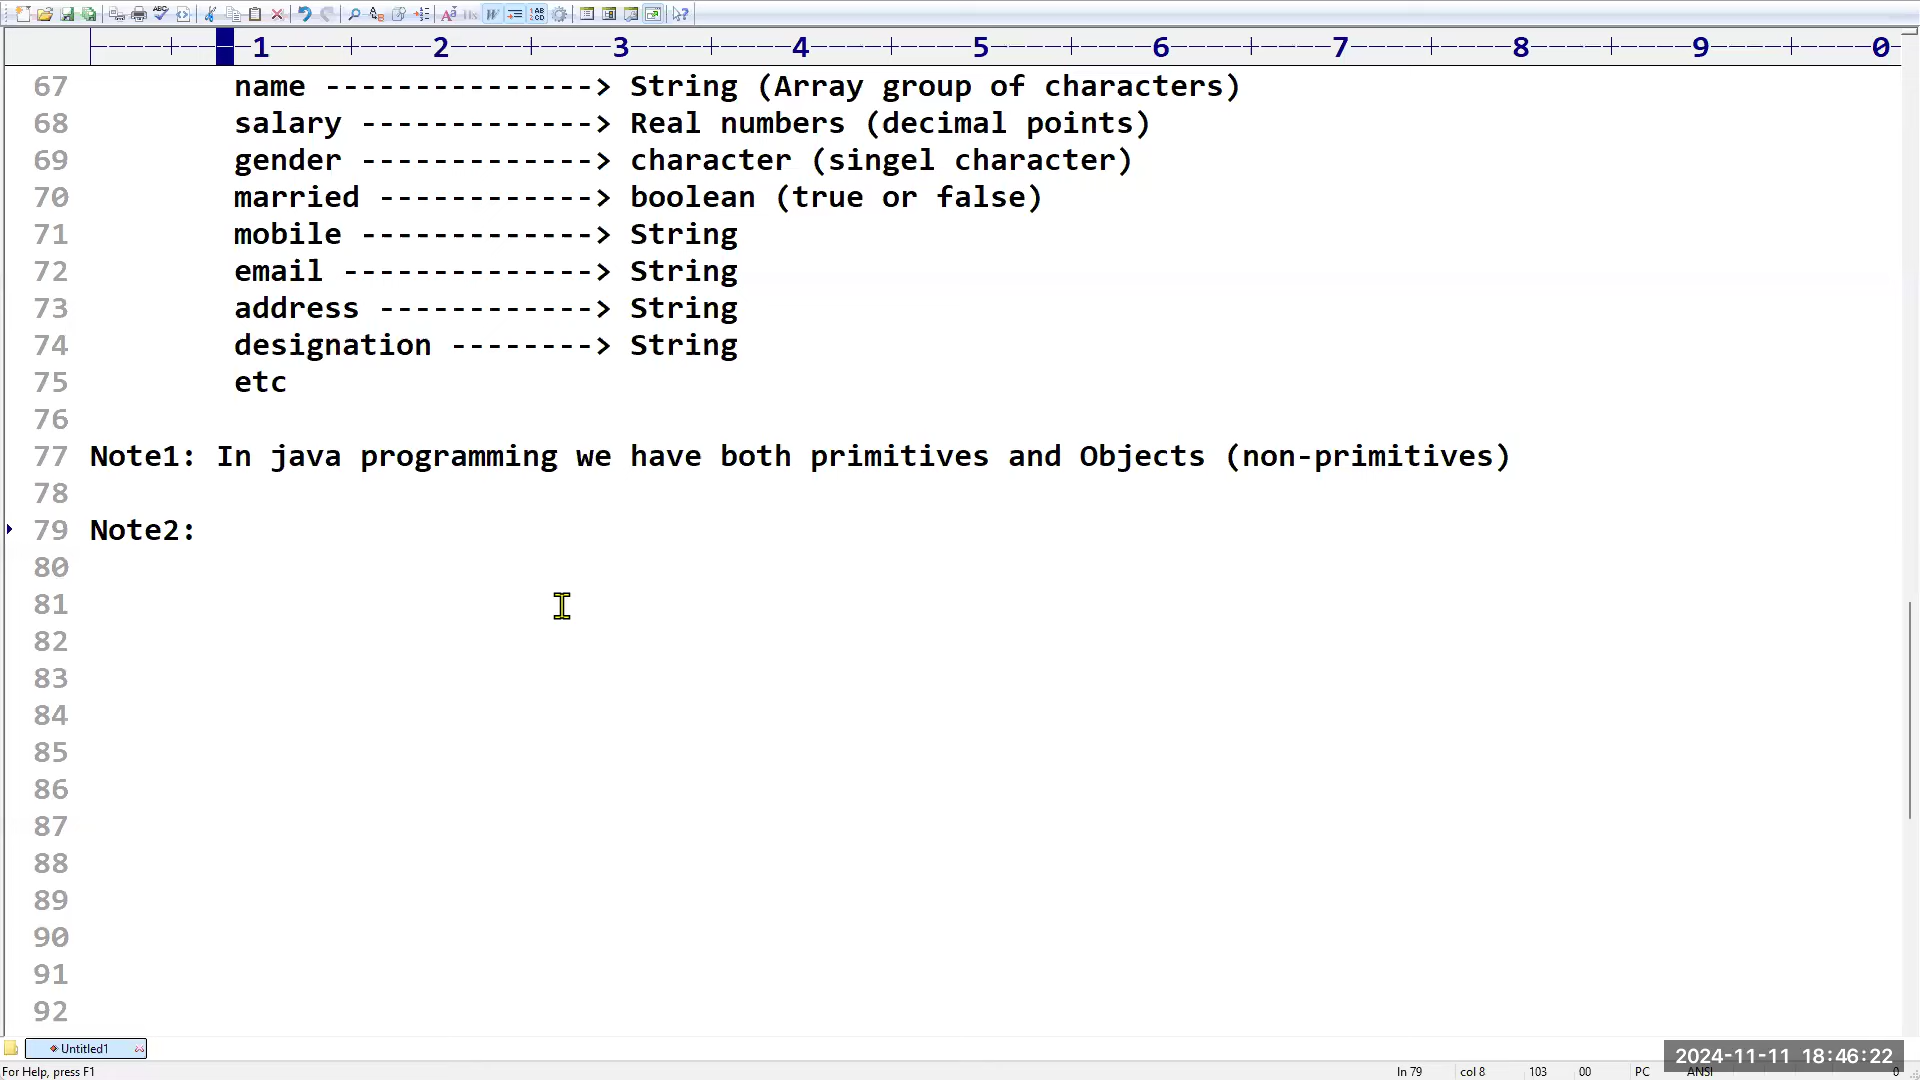 1 2 3 4 5 6 7 8 9 0
67 name ---------------> String (Array group of characters)
68 salary -------------> Real numbers (decimal points)
69 gender -------------> character (singel character)
70 married ------------> boolean (true or false)
71 mobile -------------> String
72 email --------------> String
73 address ------------> String
74 designation --------> String
75 etc
76
77 Note1: In java programming we have both primitives and Objects (non-primitives)
78
79 Note2:
80
81
82
83
84
85
86
87
88
89
90
91
92
Untitled1
2024-11-11 18:46:22
For Help, press F1 ln 79 col 8 103 00 PC ANSI